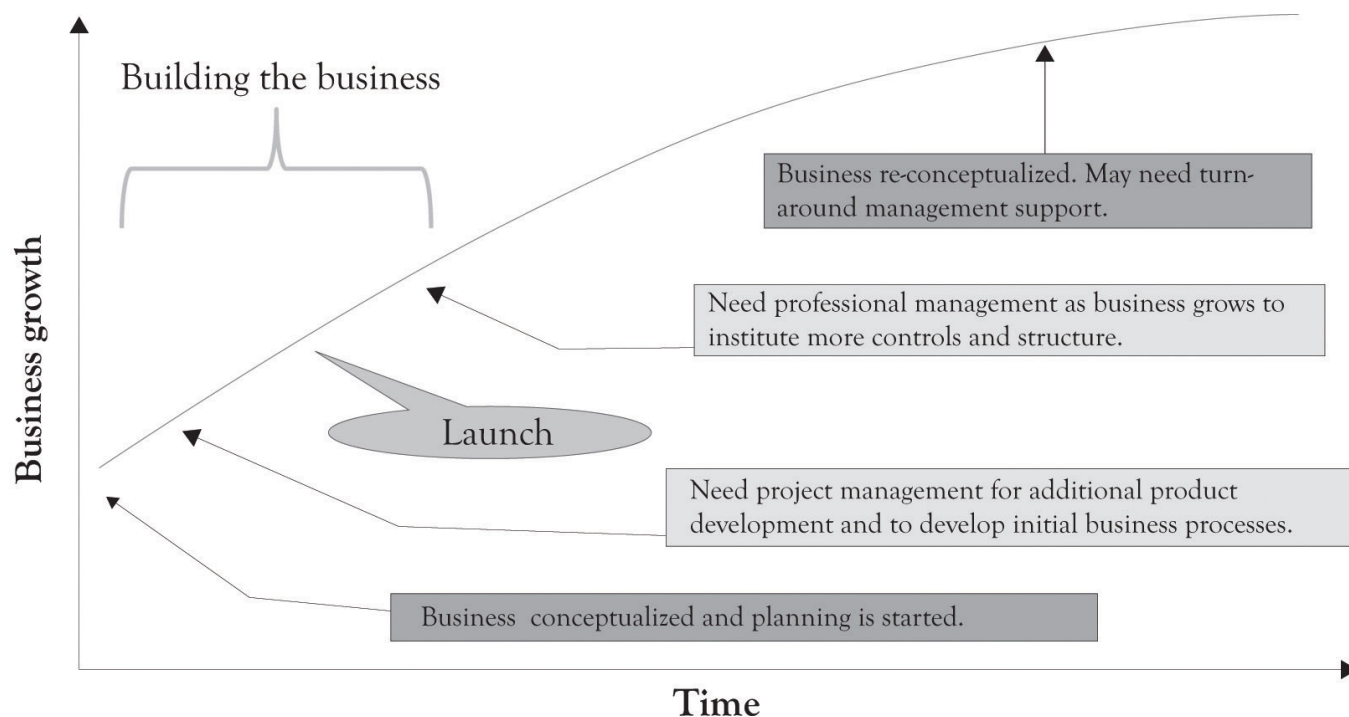 Building the business
Business re-conceptualized. May need turn-
around management support.
Need professional management as business grows to
institute more controls and structure.
Launch
Need project management for additional product
development and to develop initial business processes.
Business conceptualized and planning is started.
Business growth
Time